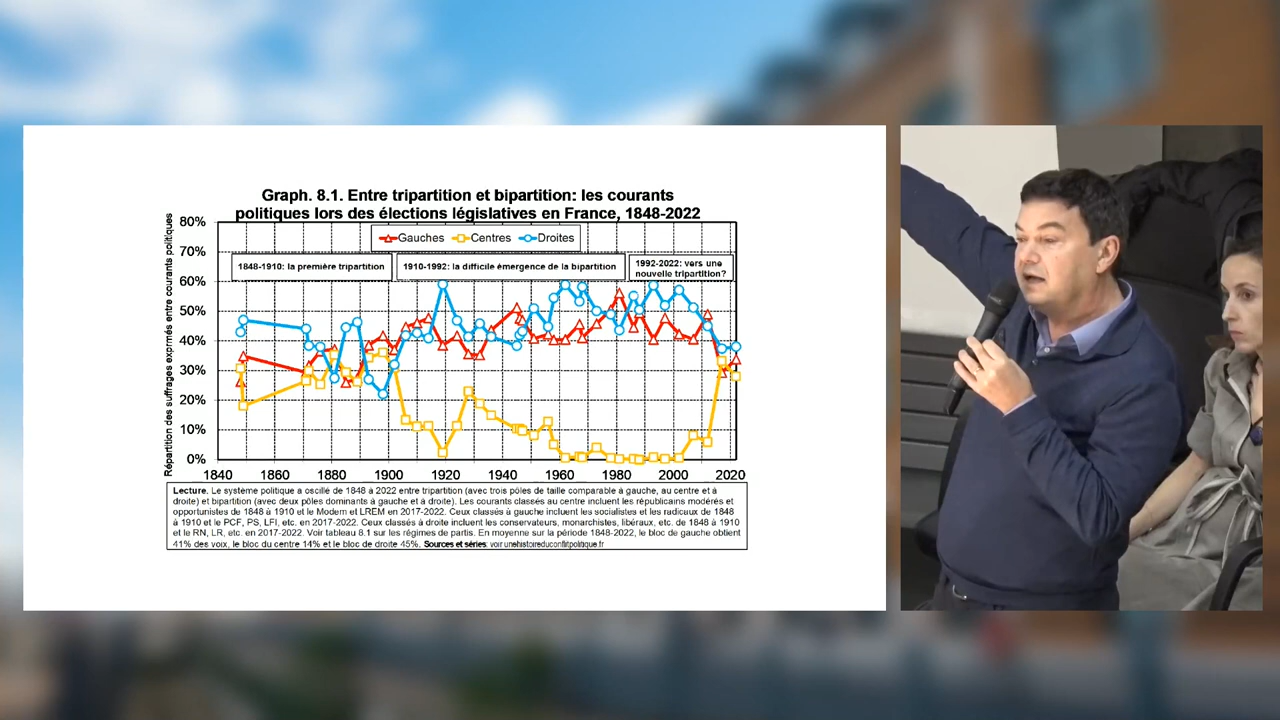 Graph. 8.1. Entre tripartition et bipartition: les courants
politiques lors des élections législatives en France, 1848-2022
Répartition des suffrages exprimés entre courants politiques
80%
70%
60%
50%
40%
30%
20%
10%
0%
Gauches Centres Droites
1848-1910: la première tripartition
1910-1992: la difficile émergence de la bipartition
1992-2022: vers une
nouvelle tripartition?
1840 1860 1880 1900 1920 1940 1960 1980 2000 2020
Lecture. Le système politique a oscillé de 1848 à 2022 entre tripartition (avec trois pôles de taille comparable à gauche, au centre et à
droite) et bipartition (avec deux pôles dominants à gauche et à droite). Les courants classés au centre incluent les républicains modérés et
opportunistes de 1848 à 1910 et le Modem et LREM en 2017-2022. Ceux classés à gauche incluent les socialistes et les radicaux de 1848
à 1910 et le PCF, PS, LFI, etc. en 2017-2022. Ceux classés à droite incluent les conservateurs, monarchistes, libéraux, etc. de 1848 à 1910
et le RN, LR, etc. en 2017-2022. Voir tableau 8.1 sur les régimes de partis. En moyenne sur la période 1848-2022, le bloc de gauche obtient
41% des voix, le bloc du centre 14% et le bloc de droite 45%. Sources et séries: voir unehistoireduconflitpolitique.fr